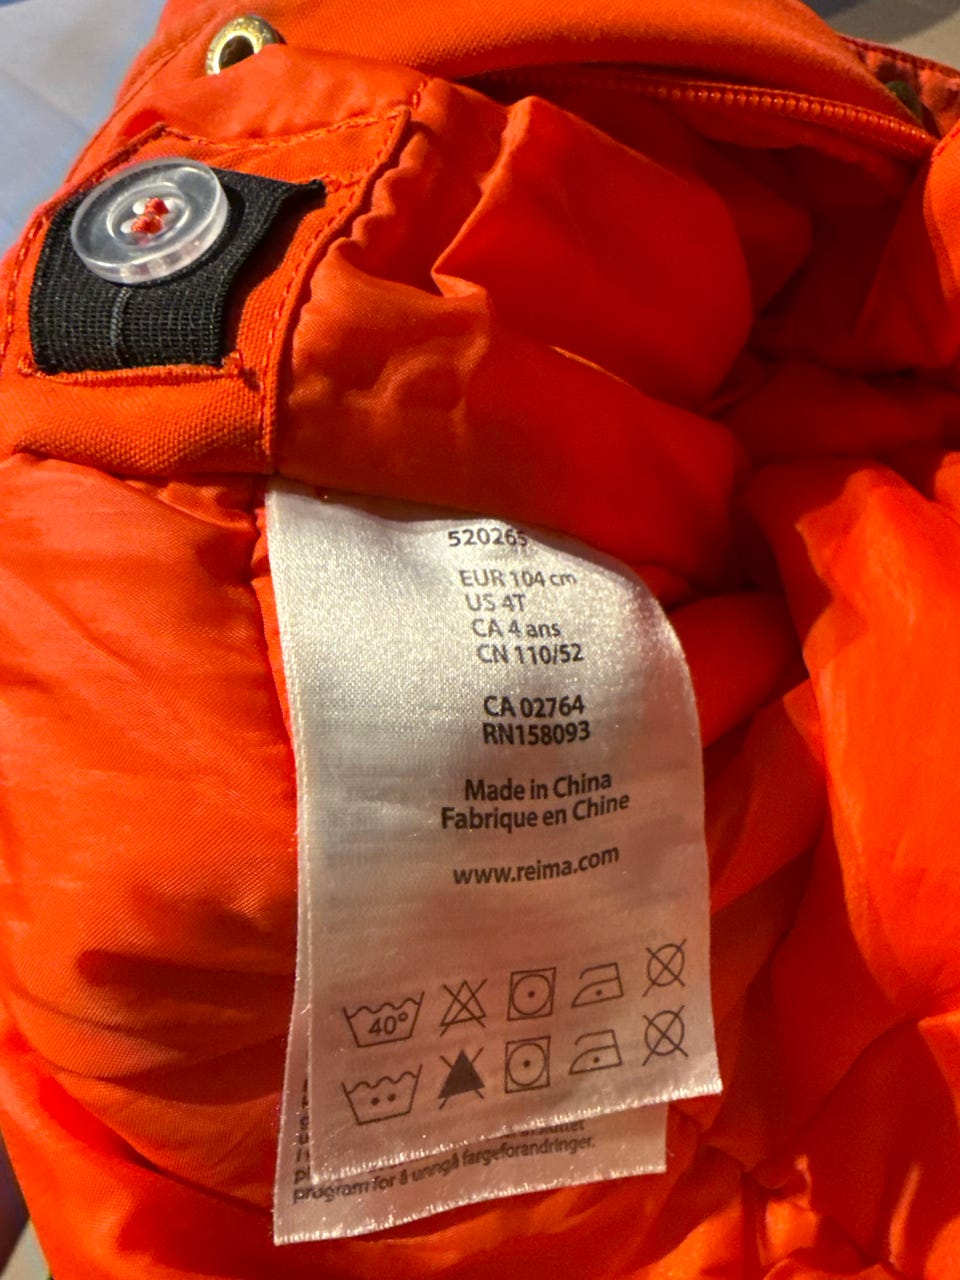 520265
EUR 104 cm
US 4T
CA 4 ans
CN 110/52
CA 02764
RN158093
Made in China
Fabrique en Chine
www.reima.com
40°
program for å unngå fargeforandringer.